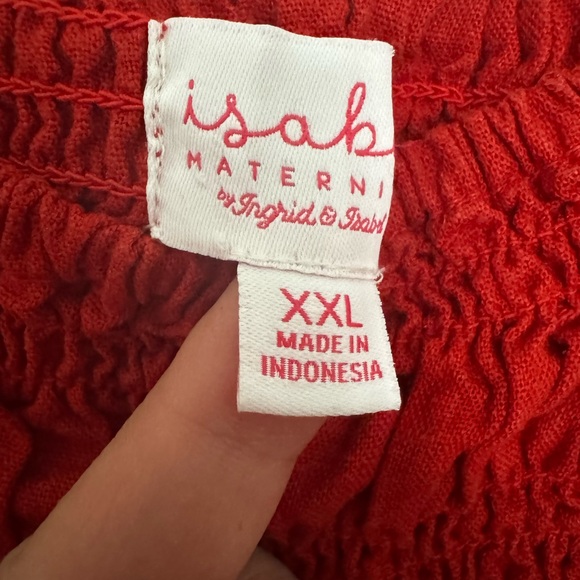 isab
MATERNI
by Ingrid & Isabel
XXL
MADE IN
INDONESIA